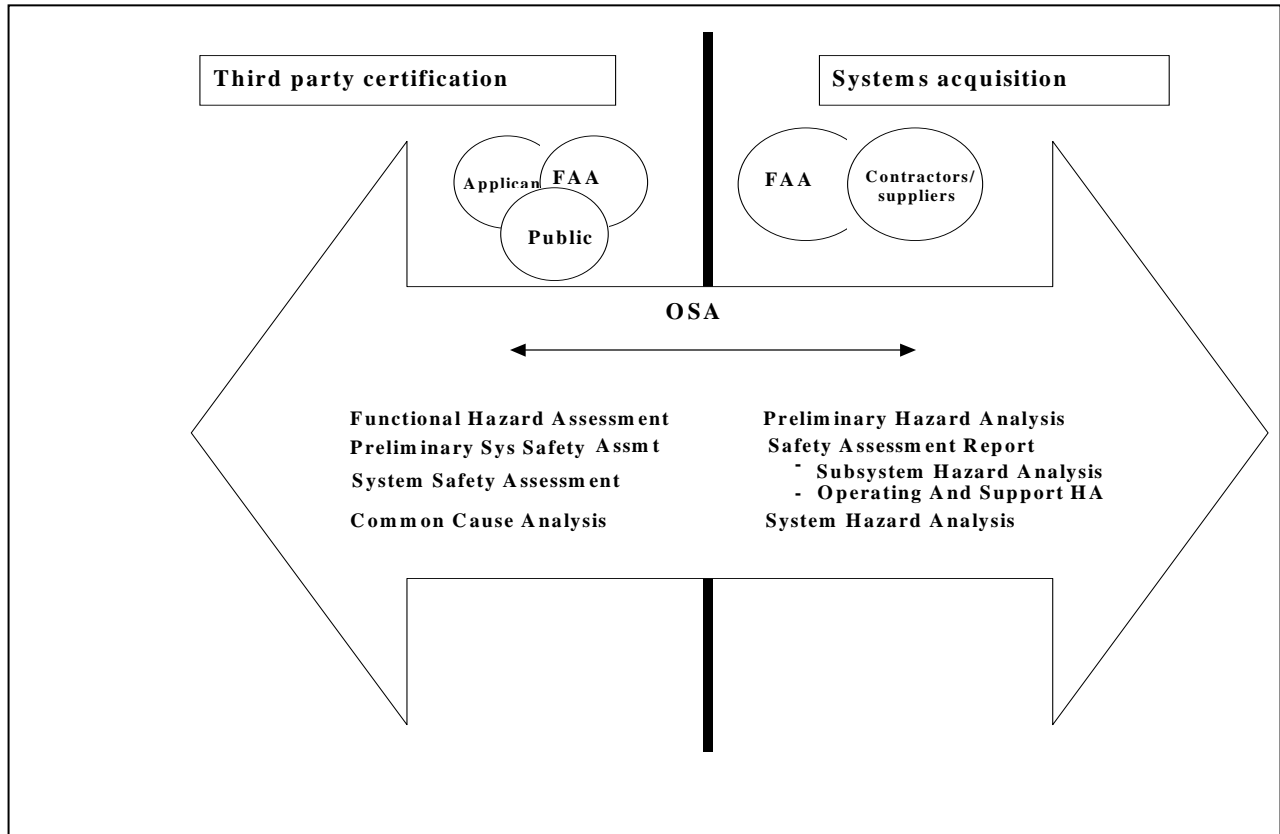 Third party certification
Systems acquisition
Applican
FAA
Public
FAA
Contractors/
suppliers
OSA
Functional Hazard Assessment
Preliminary Sys Safety Assmt
System Safety Assessment
Common Cause Analysis
Preliminary Hazard Analysis
Safety Assessment Report
- Subsystem Hazard Analysis
- Operating And Support HA
System Hazard Analysis